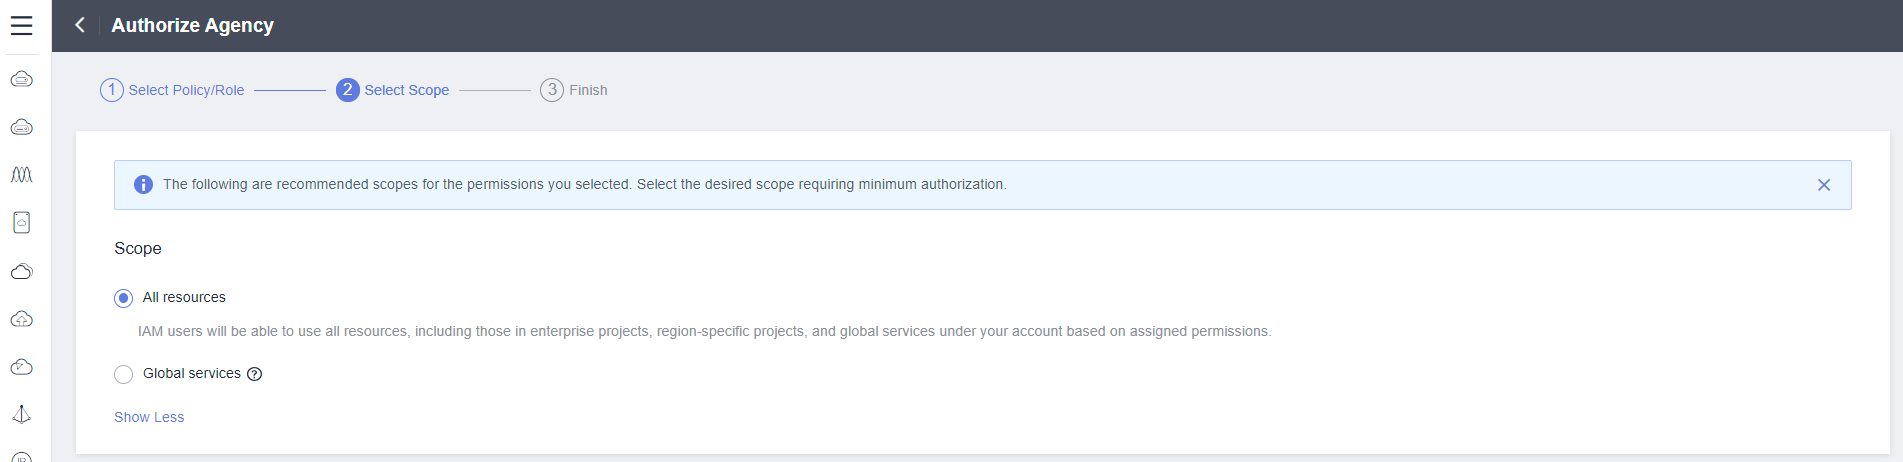 Authorize Agency
1 Select Policy/Role 2 Select Scope 3 Finish
The following are recommended scopes for the permissions you selected. Select the desired scope requiring minimum authorization.
Scope
All resources
IAM users will be able to use all resources, including those in enterprise projects, region-specific projects, and global services under your account based on assigned permissions.
Global services
Show Less